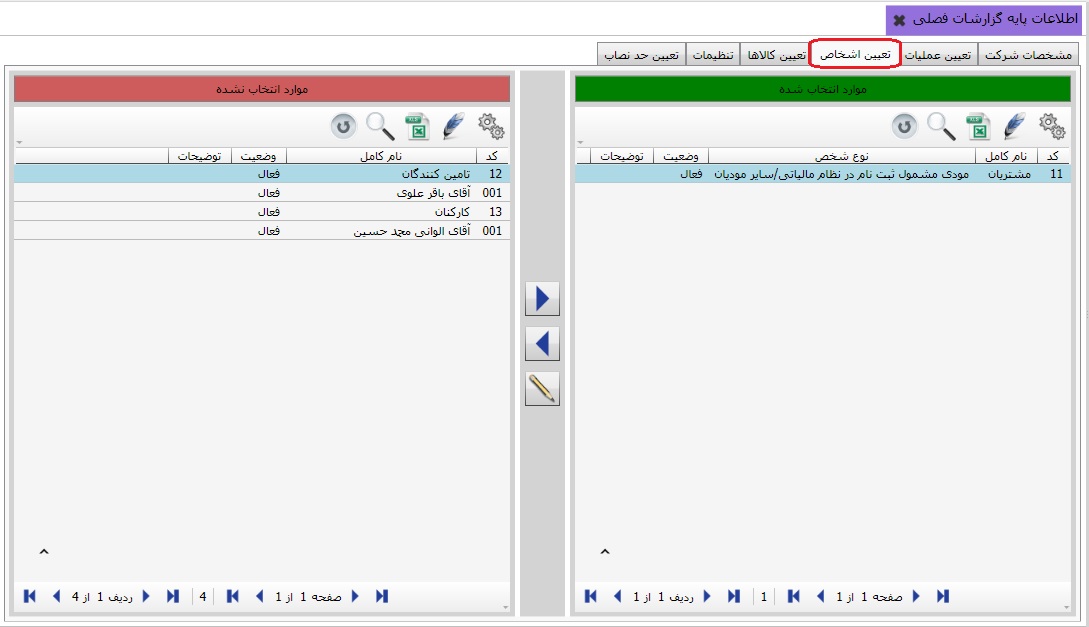 اطلاعات پایه گزارشات فصلی
مشخصات شرکت تعیین عملیات تعیین اشخاص تعیین کالاها تنظیمات تعیین حد نصاب
موارد انتخاب شده
کد نام کامل نوع شخص وضعیت توضیحات
11 مشتریان مودی مشمول ثبت نام در نظام مالیاتی/سایر مودیان فعال
صفحه 1 از 1 1 ردیف 1 از 1
موارد انتخاب نشده
کد نام کامل وضعیت توضیحات
12 تامین کنندگان فعال
001 آقای باقر علوی فعال
13 کارکنان فعال
001 آقای الوانی محمد حسین فعال
صفحه 1 از 1 4 ردیف 1 از 4